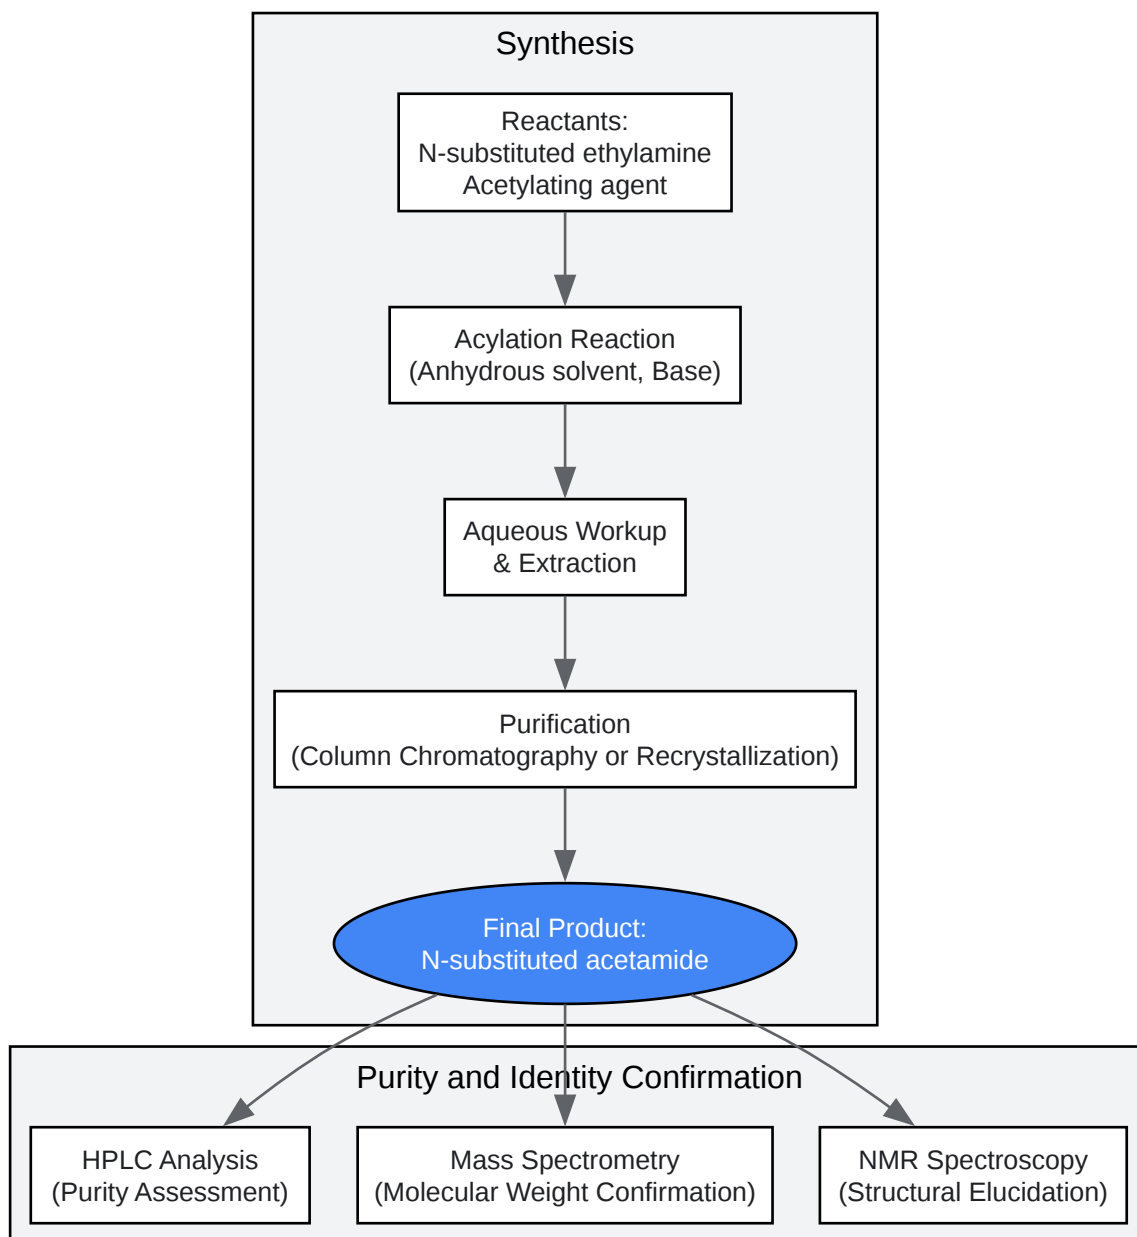 Synthesis
Reactants:
N-substituted ethylamine
Acetylating agent
Acylation Reaction
(Anhydrous solvent, Base)
Aqueous Workup
& Extraction
Purification
(Column Chromatography or Recrystallization)
Final Product:
N-substituted acetamide
Purity and Identity Confirmation
HPLC Analysis
(Purity Assessment)
Mass Spectrometry
(Molecular Weight Confirmation)
NMR Spectroscopy
(Structural Elucidation)